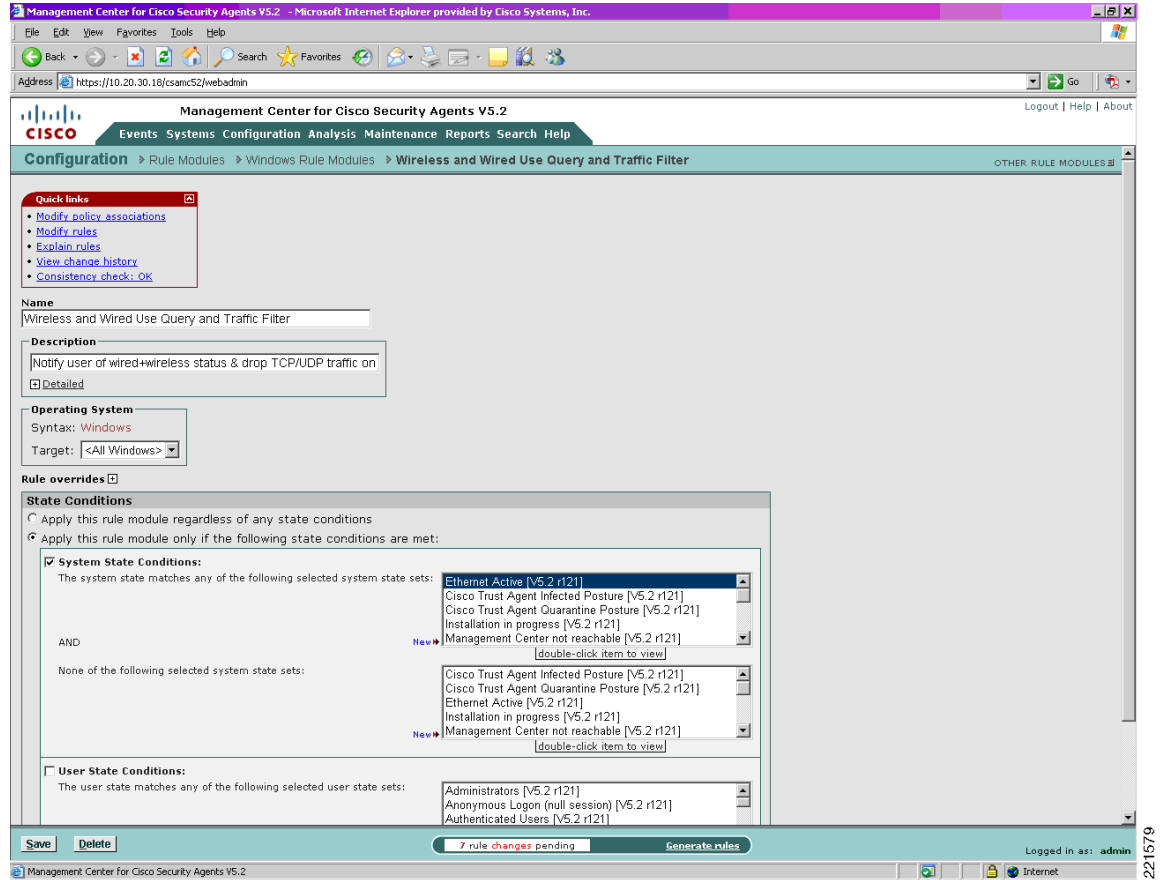 Management Center for Cisco Security Agents V5.2 - Microsoft Internet Explorer provided by Cisco Systems, Inc.
File Edit View Favorites Tools Help
Back Search Favorites
Address https://10.20.30.18/csamc52/webadmin Go
Management Center for Cisco Security Agents V5.2 Logout | Help | About
CISCO Events Systems Configuration Analysis Maintenance Reports Search Help
Configuration Rule Modules Windows Rule Modules Wireless and Wired Use Query and Traffic Filter OTHER RULE MODULES
Quick links
Modify policy associations
Modify rules
Explain rules
View change history
Consistency check: OK
Name
Wireless and Wired Use Query and Traffic Filter
Description
Notify user of wired+wireless status & drop TCP/UDP traffic on
Detailed
Operating System
Syntax: Windows
Target: <All Windows>
Rule overrides
State Conditions
Apply this rule module regardless of any state conditions
Apply this rule module only if the following state conditions are met:
System State Conditions:
The system state matches any of the following selected system state sets:
Ethernet Active [V5.2 r121]
Cisco Trust Agent Infected Posture [V5.2 r121]
Cisco Trust Agent Quarantine Posture [V5.2 r121]
Installation in progress [V5.2 r121]
Management Center not reachable [V5.2 r121]
AND New
double-click item to view
None of the following selected system state sets:
Cisco Trust Agent Infected Posture [V5.2 r121]
Cisco Trust Agent Quarantine Posture [V5.2 r121]
Ethernet Active [V5.2 r121]
Installation in progress [V5.2 r121]
Management Center not reachable [V5.2 r121]
New
double-click item to view
User State Conditions:
The user state matches any of the following selected user state sets:
Administrators [V5.2 r121]
Anonymous Logon (null session) [V5.2 r121]
Authenticated Users [V5.2 r121]
Save Delete 7 rule changes pending Generate rules Logged in as: admin
Management Center for Cisco Security Agents V5.2 Internet
221579